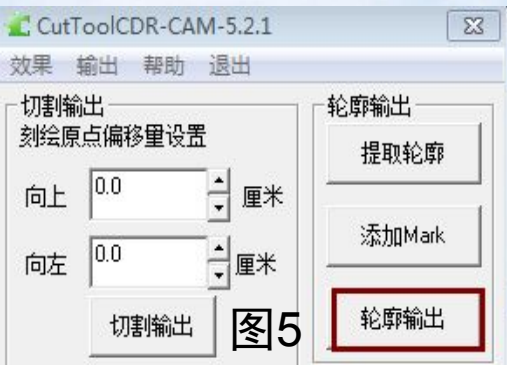 CutToolCDR-CAM-5.2.1
效果 输出 帮助 退出
切割输出
刻绘原点偏移量设置
向上 0.0 厘米
向左 0.0 厘米
切割输出
图5
轮廓输出
提取轮廓
添加Mark
轮廓输出